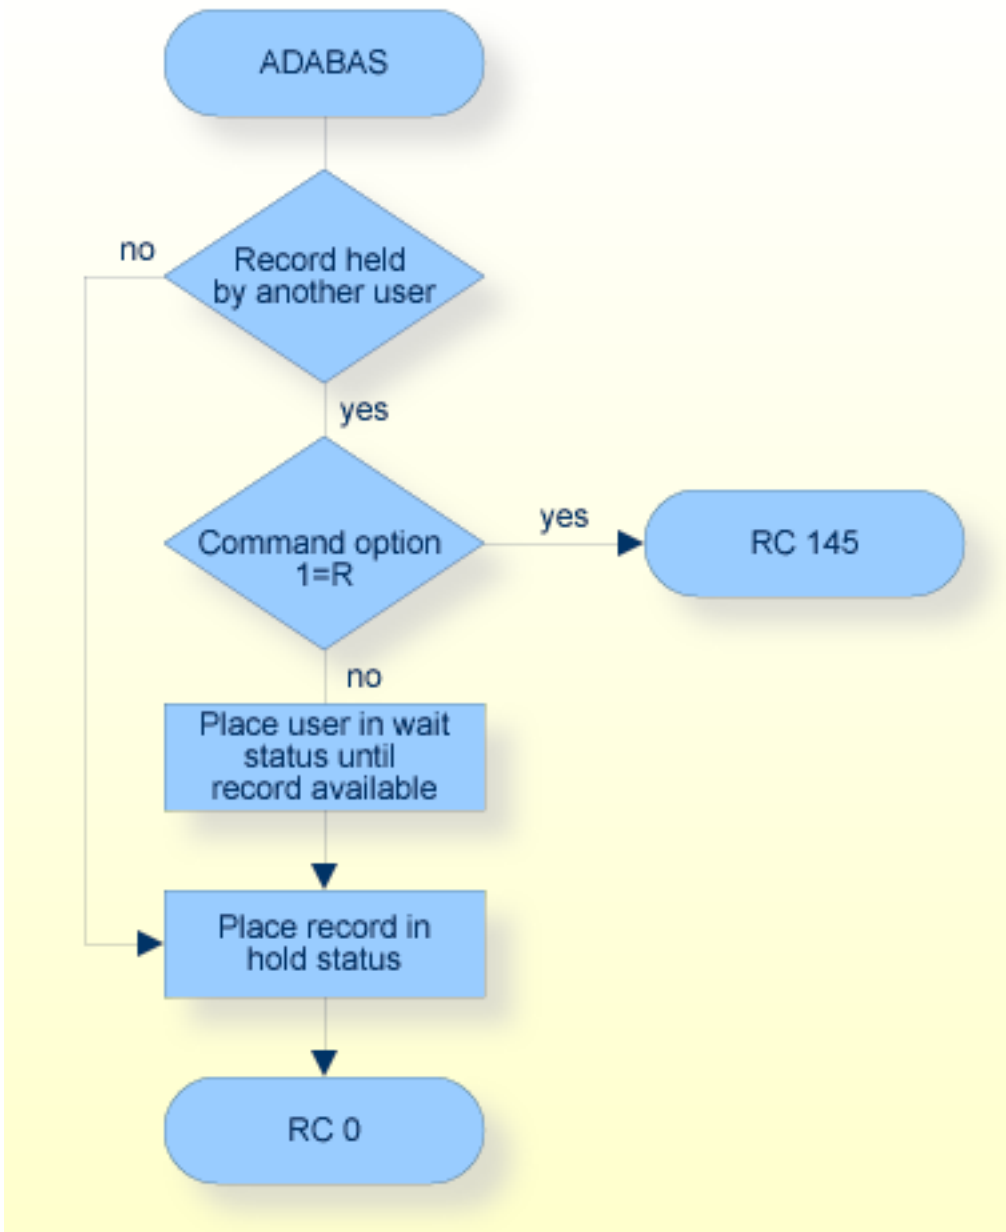 ADABAS
no
Record held
by another user
yes
Command option
1=R
yes
RC 145
no
Place user in wait
status until
record available
Place record in
hold status
RC 0